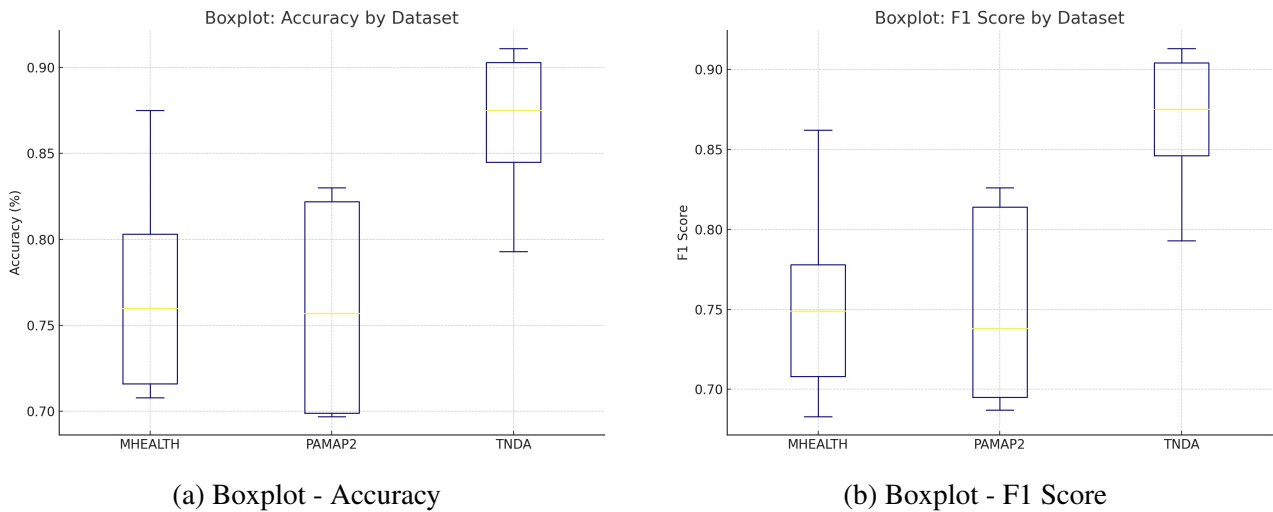 Boxplot: Accuracy by Dataset
Accuracy (%)
0.90
0.85
0.80
0.75
0.70
MHEALTH PAMAP2 TNDA
(a) Boxplot - Accuracy
Boxplot: F1 Score by Dataset
F1 Score
0.90
0.85
0.80
0.75
0.70
MHEALTH PAMAP2 TNDA
(b) Boxplot - F1 Score